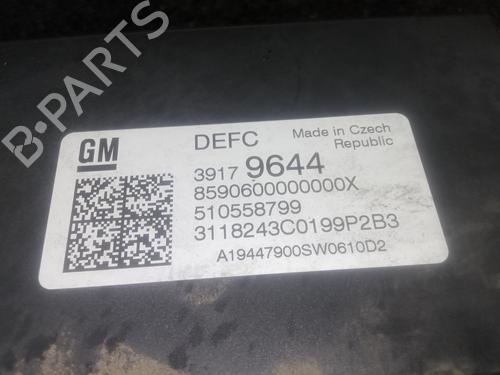 B-PARTS
GM
DEFC
Made in Czech
Republic
3917 9644
8590600000000X
510558799
3118243C0199P2B3
A19447900SW0610D2